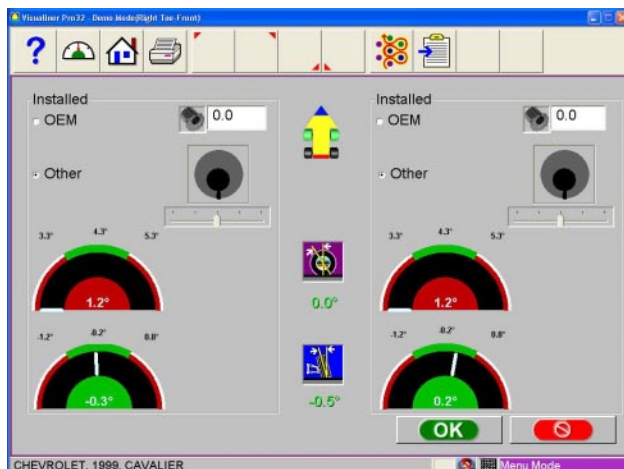 Visualiner Pro32 - Demo Mode(Right Toe-Front)
?
Installed
OEM
0.0
Other
3.3° 4.3° 5.3°
1.2°
-1.2° -0.2° 0.8°
-0.3°
0.0°
-0.5°
Installed
OEM
0.0
Other
3.3° 4.3° 5.3°
1.2°
-1.2° -0.2° 0.8°
0.2°
OK
CHEVROLET, 1999, CAVALIER
Menu Mode